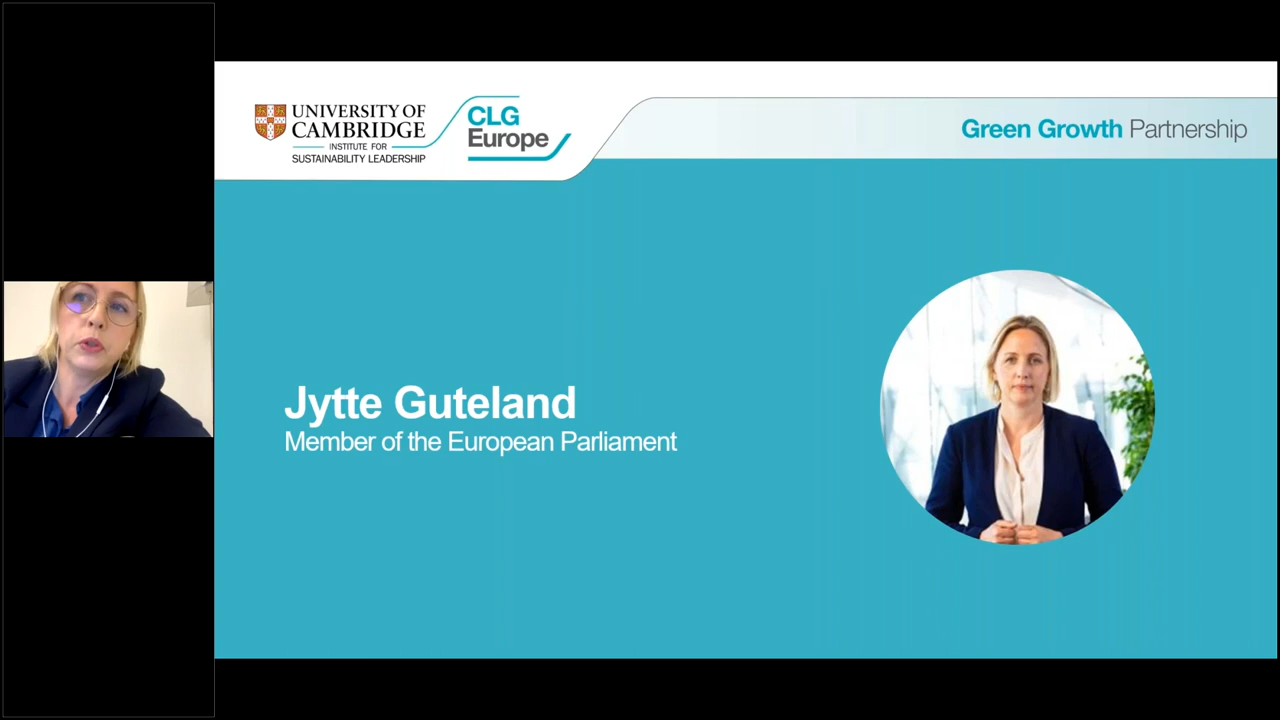 UNIVERSITY OF
CAMBRIDGE
INSTITUTE FOR
SUSTAINABILITY LEADERSHIP
CLG
Europe
Green Growth Partnership
Jytte Guteland
Member of the European Parliament